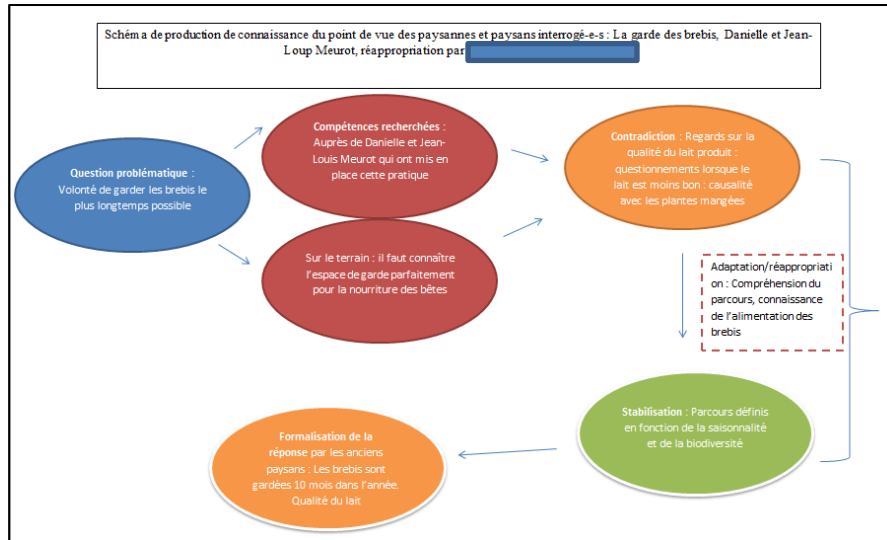 Schéma de production de connaissance du point de vue des paysannes et paysans interrogé-e-s : La garde des brebis, Danielle et Jean-
Loup Meurot, réappropriation par
Question problématique :
Volonté de garder les brebis le
plus longtemps possible
Compétences recherchées :
Auprès de Danielle et Jean-
Louis Meurot qui ont mis en
place cette pratique
Sur le terrain : il faut connaître
l'espace de garde parfaitement
pour la nourriture des bêtes
Contradiction : Regards sur la
qualité du lait produit :
questionnements lorsque le
lait est moins bon : causalité
avec les plantes mangées
Adaptation/réappropriati
on : Compréhension du
parcours, connaissance
de l'alimentation des
brebis
Stabilisation : Parcours définis
en fonction de la saisonnalité
et de la biodiversité
Formalisation de la
réponse par les anciens
paysans : Les brebis sont
gardées 10 mois dans l'année.
Qualité du lait